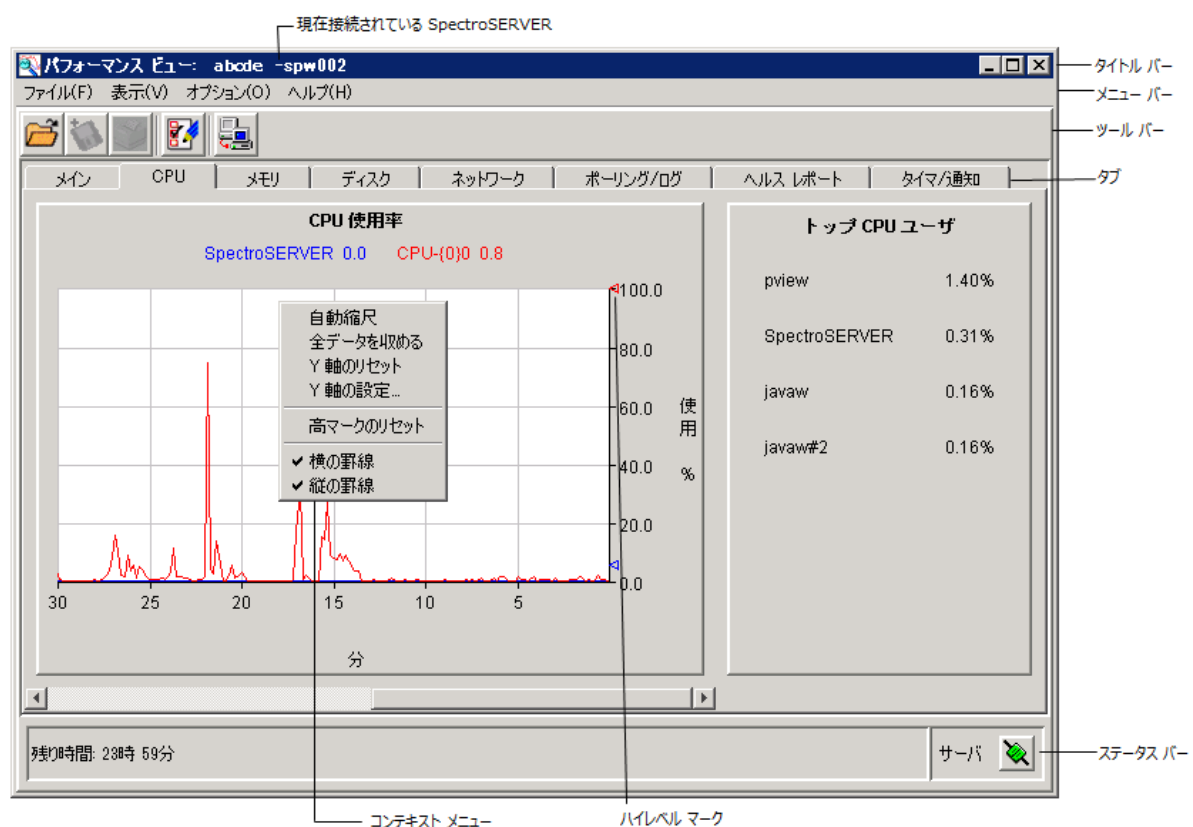 現在接続されている SpectroSERVER
パフォーマンス ビュー: abcde -spw002
タイトル バー
ファイル(F) 表示(V) オプション(O) ヘルプ(H)
メニュー バー
ツール バー
メイン CPU メモリ ディスク ネットワーク ポーリング/ログ ヘルス レポート タイマ/通知
タブ
CPU 使用率
SpectroSERVER 0.0 CPU-{0}0 0.8
100.0
80.0
60.0
40.0
20.0
0.0
使用 %
30 25 20 15 10 5
分
自動縮尺
全データを収める
Y 軸のリセット
Y 軸の設定...
高マークのリセット
横の罫線
縦の罫線
トップ CPU ユーザ
pview 1.40%
SpectroSERVER 0.31%
javaw 0.16%
javaw#2 0.16%
残り時間: 23時 59分
サーバ
ステータス バー
コンテキスト メニュー
ハイレベル マーク